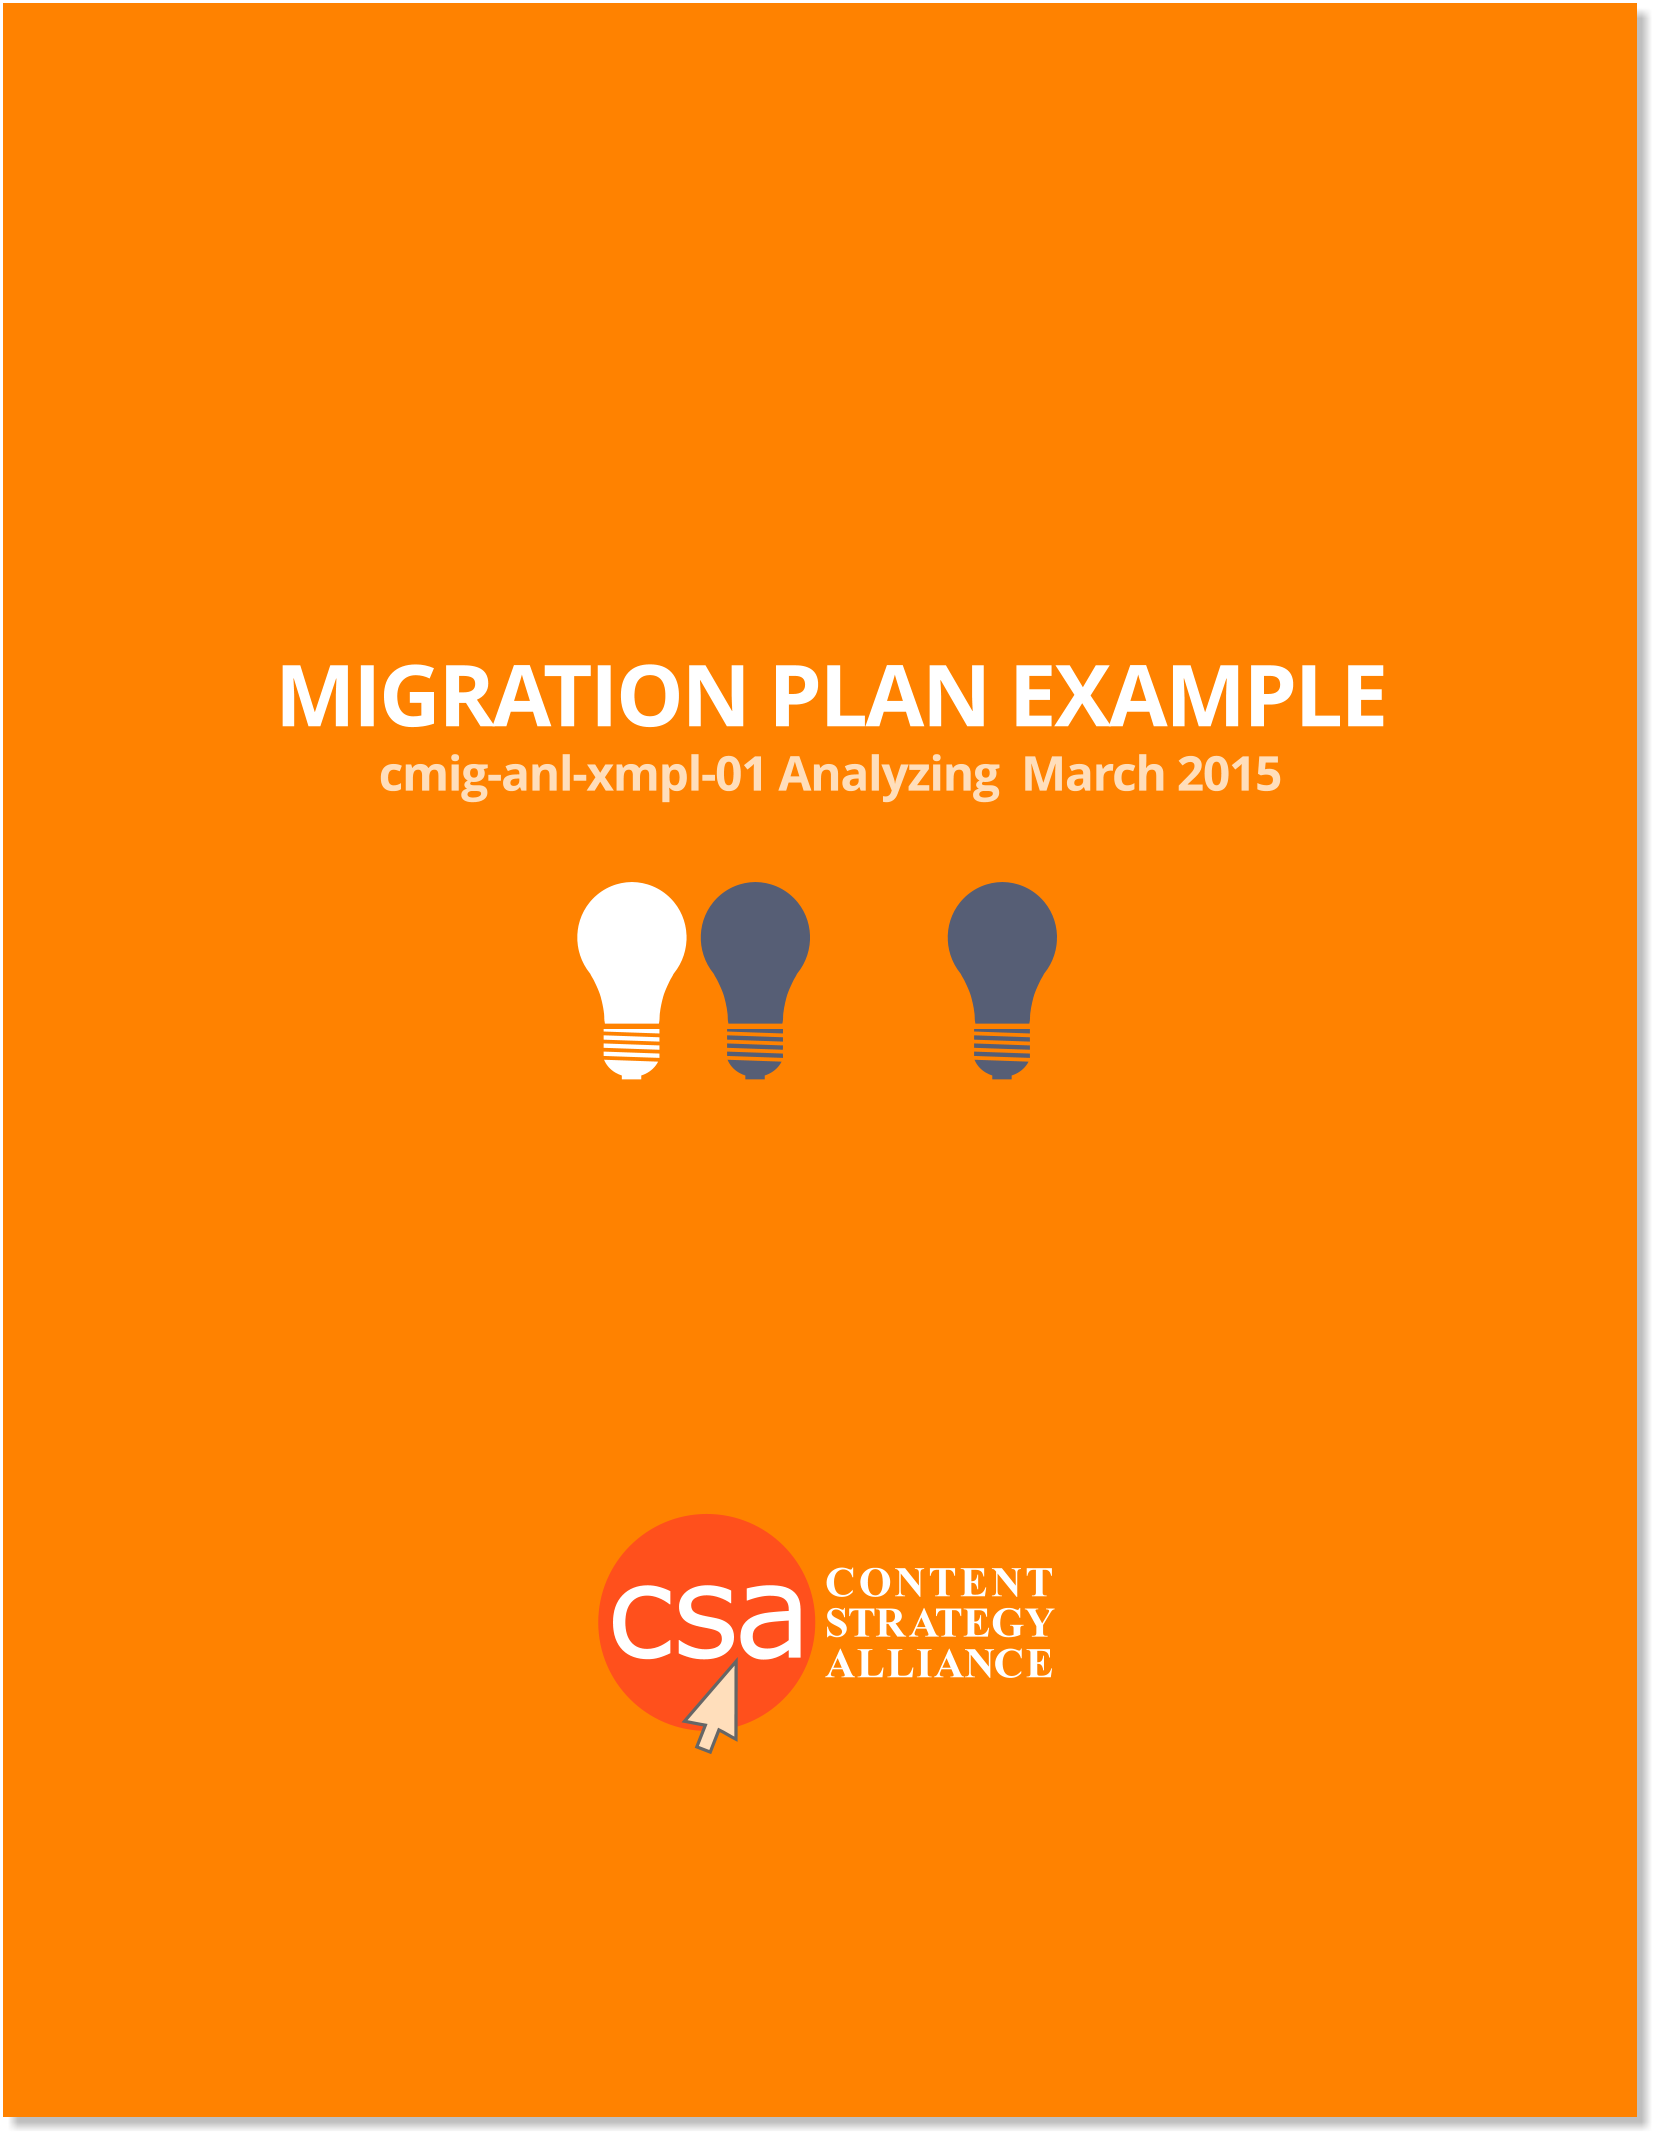 MIGRATION PLAN EXAMPLE
cmig-anl-xmpl-01 Analyzing  March 2015
csa
CONTENT
STRATEGY
ALLIANCE